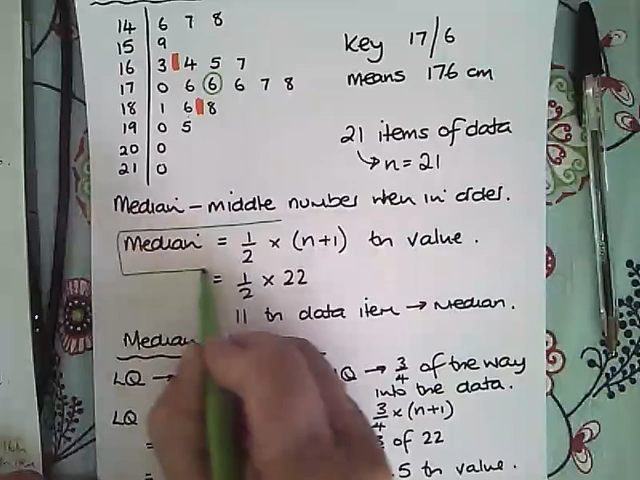 14 | 6 7 8
15 | 9
16 | 3 4 5 7
17 | 0 6 6 6 7 8
18 | 1 6 8
19 | 0 5
20 | 0
21 | 0
Key 17/6
means 176 cm
21 items of data
↳ n = 21
Median - middle number when in order.
Median = 1/2 × (n+1) th value.
= 1/2 × 22
11 th data item → Median.
Median
LQ →
Q → 3/4 of the way
into the data.
LQ
3/4 × (n+1)
of 22
.5 th value.